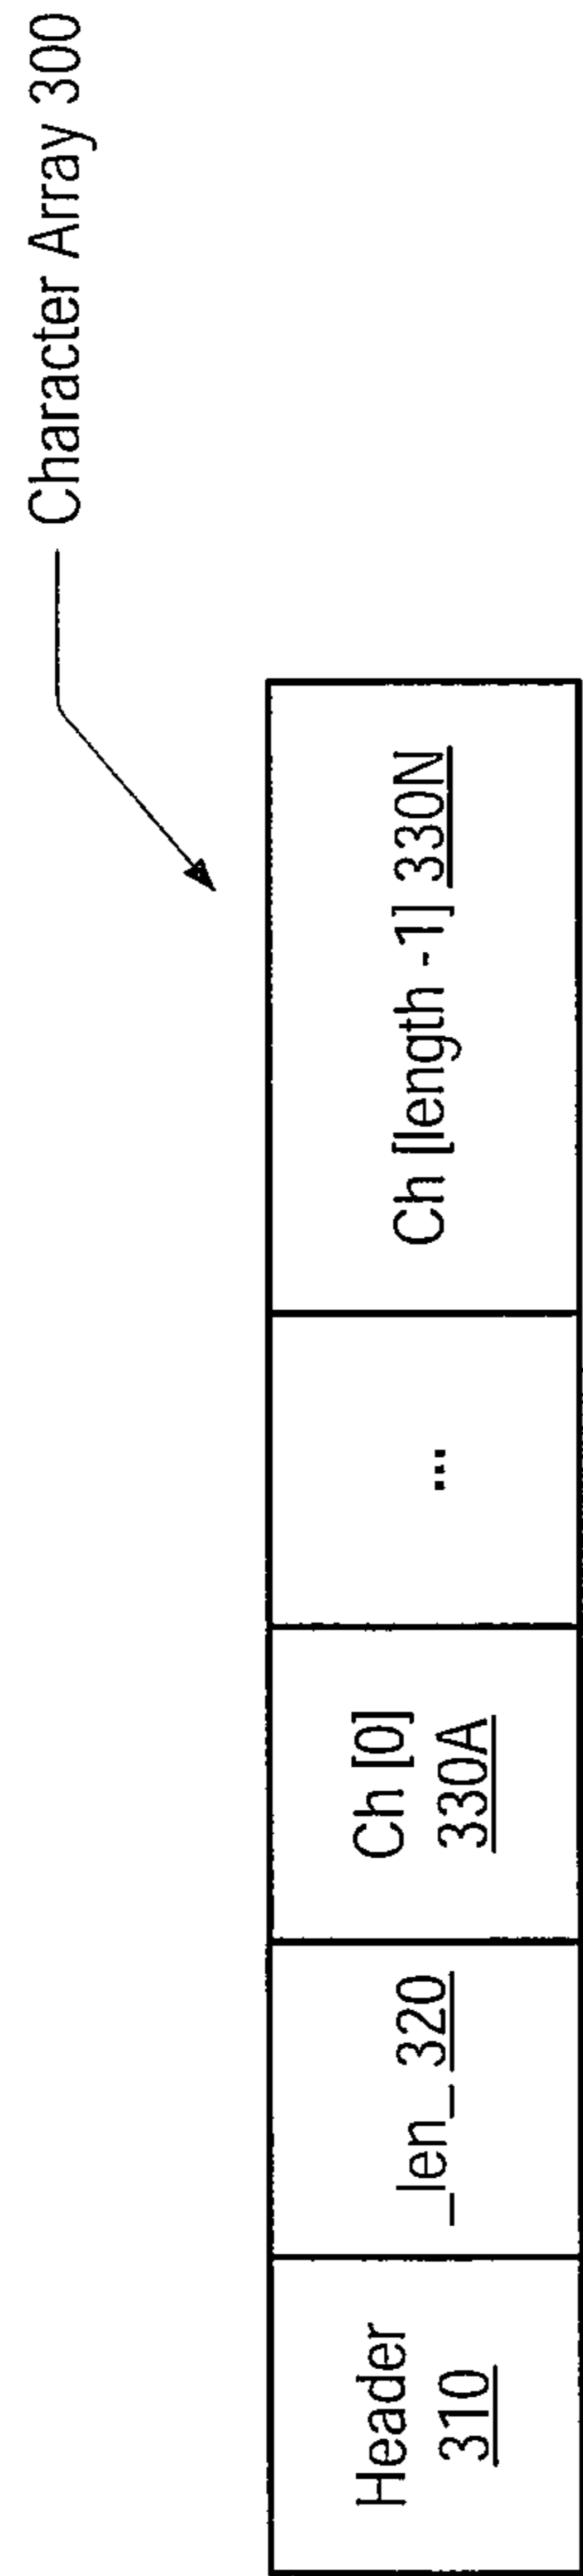 Character Array 300
Header
310
_len_ 320
Ch [0]
330A
...
Ch [length -1] 330N